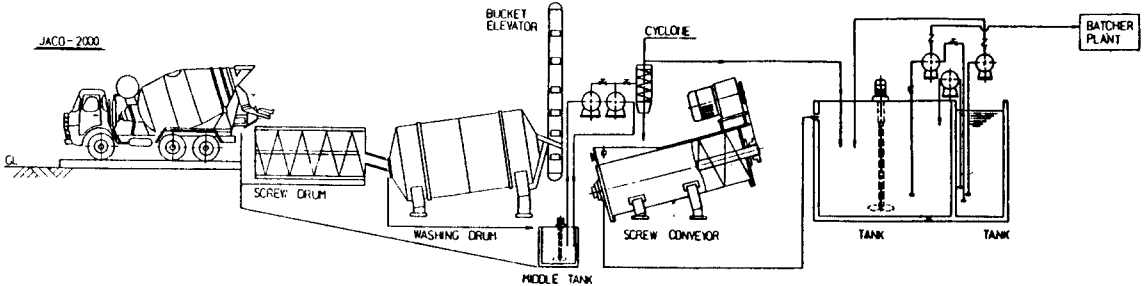 JACO-2000
BUCKET
ELEVATOR
CYCLONE
BATCHER
PLANT
GL
SCREW DRUM
WASHING DRUM
MIDDLE TANK
SCREW CONVEYOR
TANK
TANK